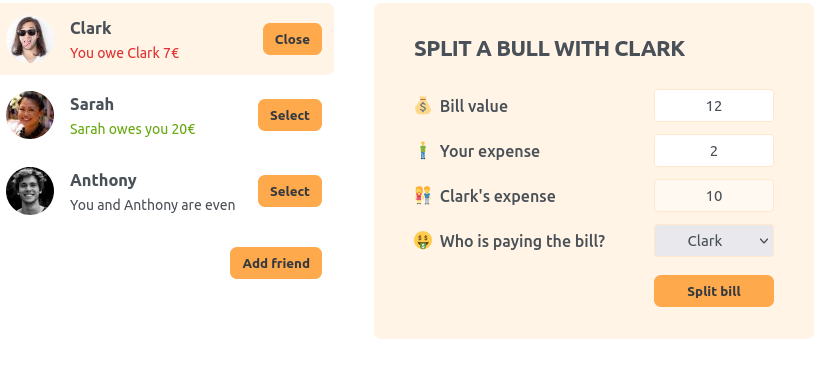 Clark
You owe Clark 7€
Close
Sarah
Sarah owes you 20€
Select
Anthony
You and Anthony are even
Select
Add friend
SPLIT A BULL WITH CLARK
Bill value
12
Your expense
2
Clark's expense
10
Who is paying the bill?
Clark
Split bill